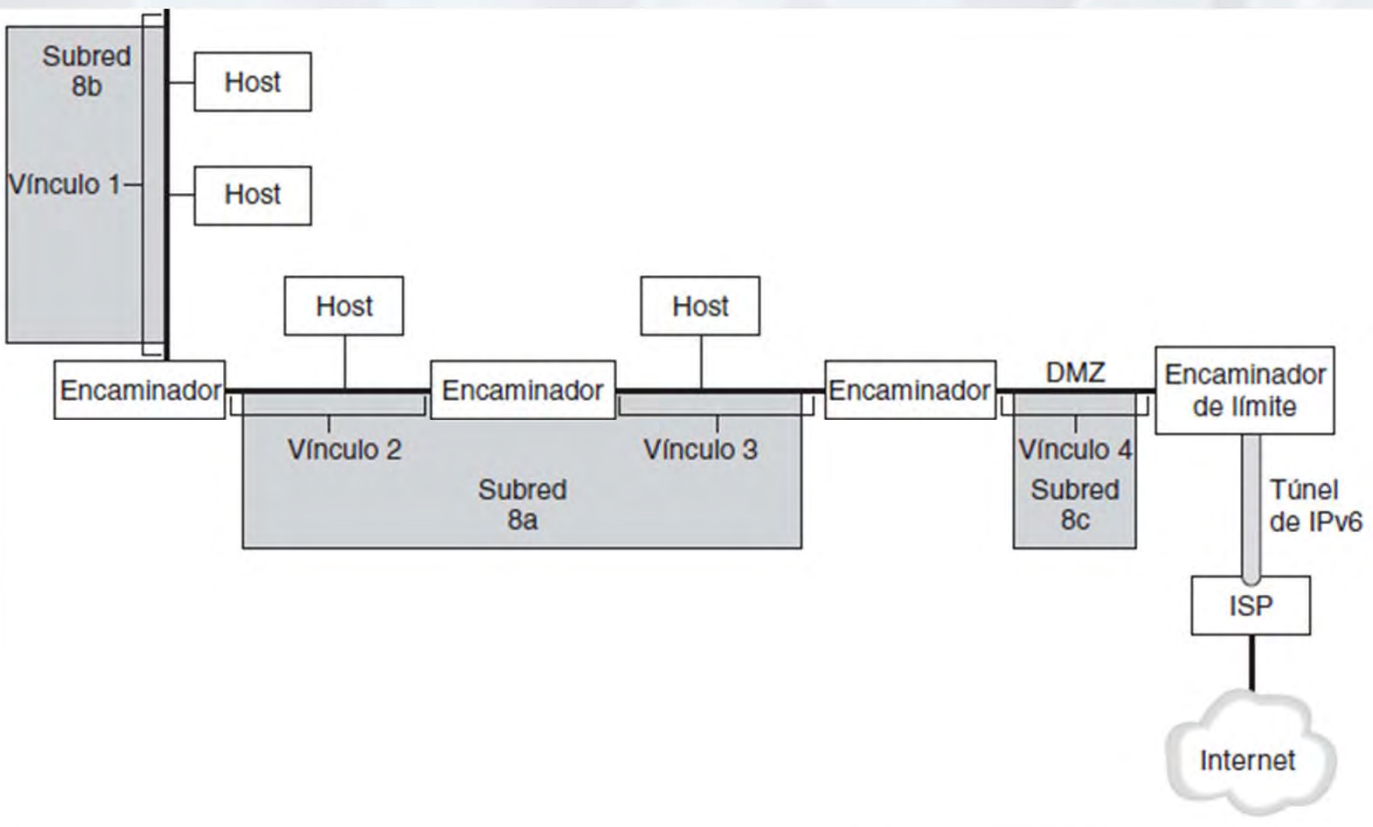 Subred
8b
Host
Vínculo 1
Host
Host
Host
Encaminador
Encaminador
Encaminador
DMZ
Encaminador
de límite
Vínculo 2
Vínculo 3
Vínculo 4
Subred
8a
Subred
8c
Túnel
de IPv6
ISP
Internet